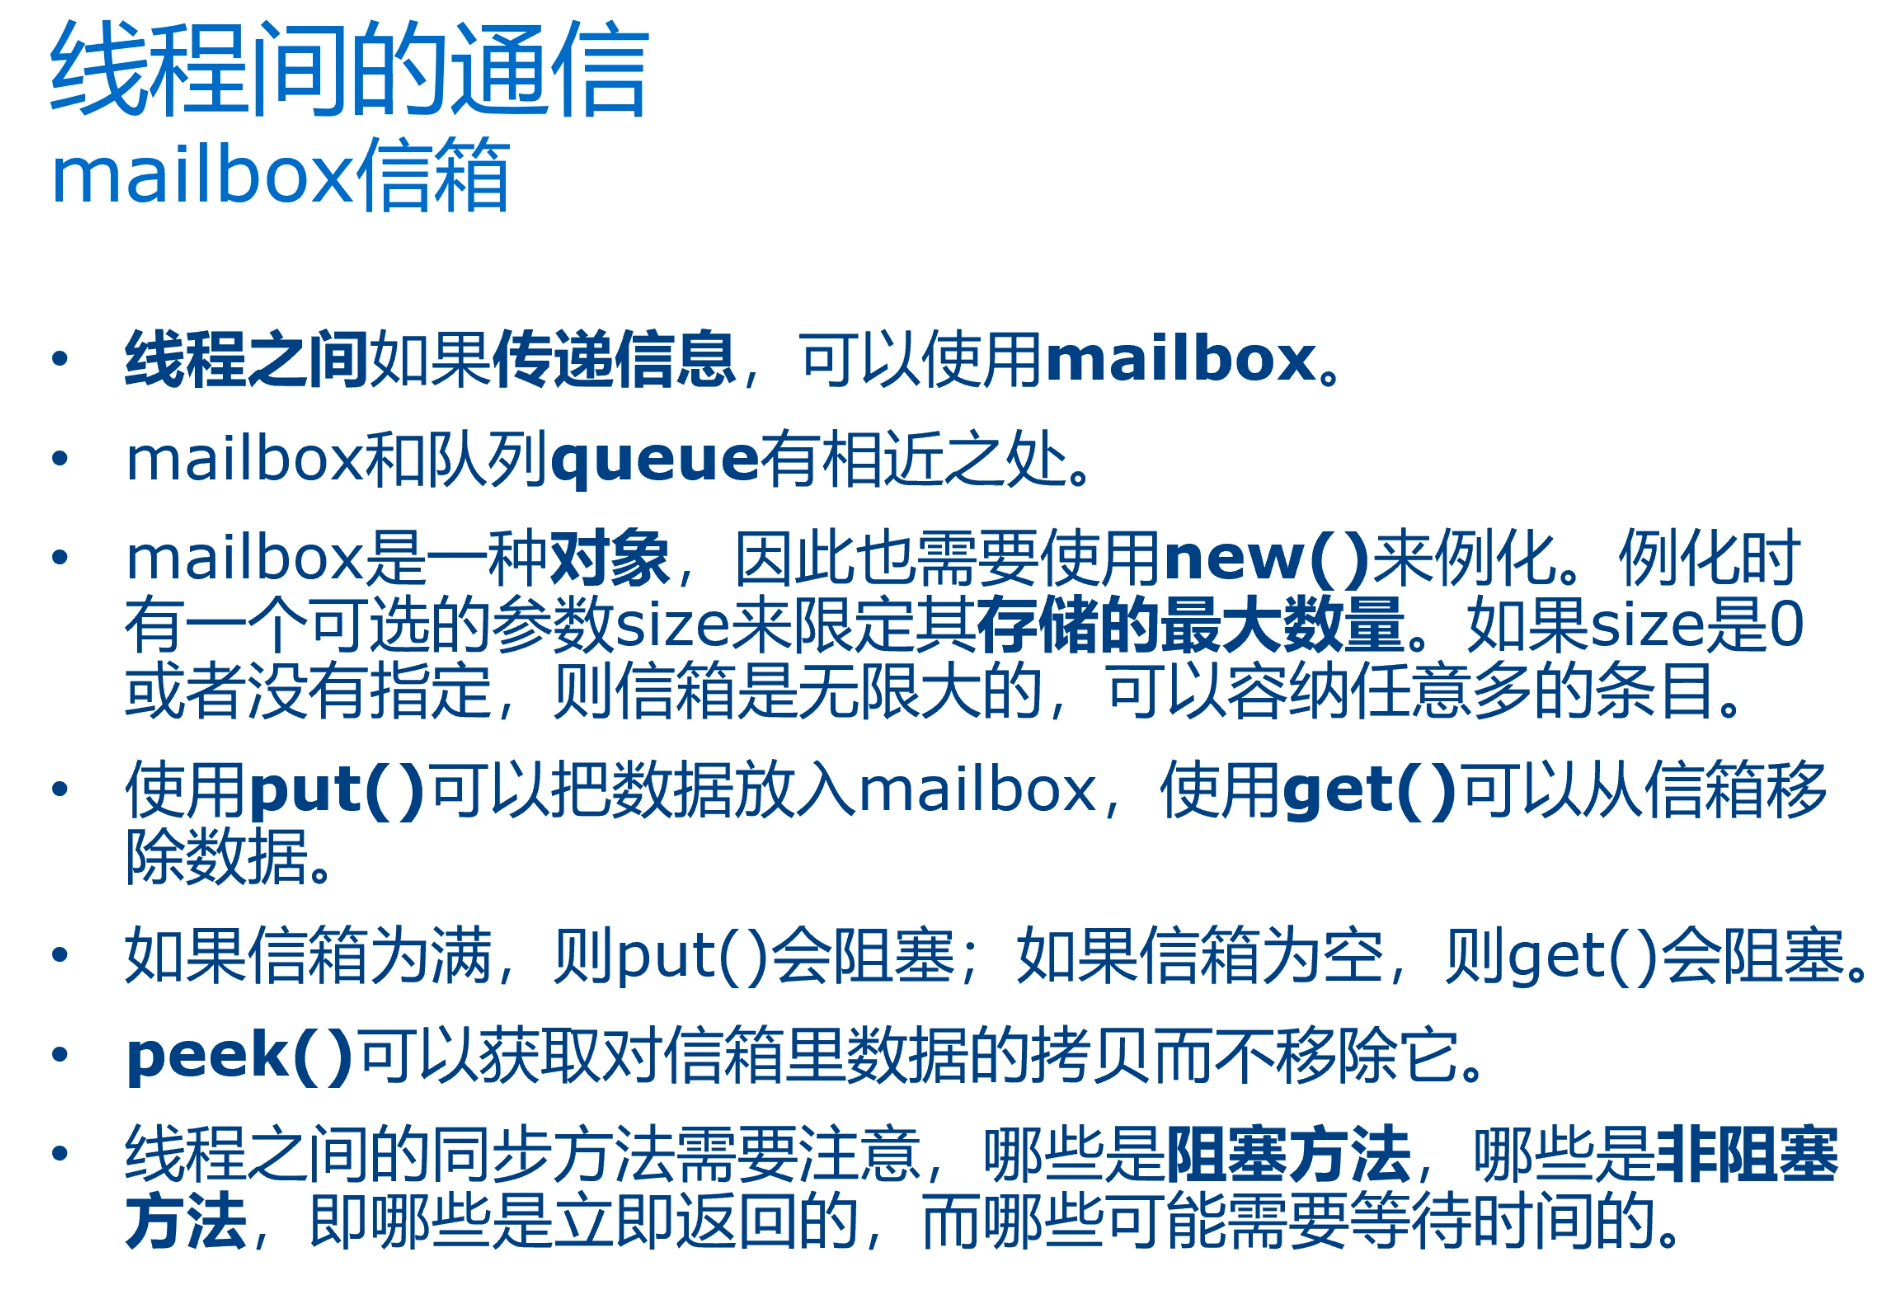 线程间的通信
mailbox信箱
• 线程之间如果传递信息，可以使用mailbox。
• mailbox和队列queue有相近之处。
• mailbox是一种对象，因此也需要使用new()来例化。例化时
有一个可选的参数size来限定其存储的最大数量。如果size是0
或者没有指定，则信箱是无限大的，可以容纳任意多的条目。
• 使用put()可以把数据放入mailbox，使用get()可以从信箱移
除数据。
• 如果信箱为满，则put()会阻塞；如果信箱为空，则get()会阻塞。
• peek()可以获取对信箱里数据的拷贝而不移除它。
• 线程之间的同步方法需要注意，哪些是阻塞方法，哪些是非阻塞
方法，即哪些是立即返回的，而哪些可能需要等待时间的。